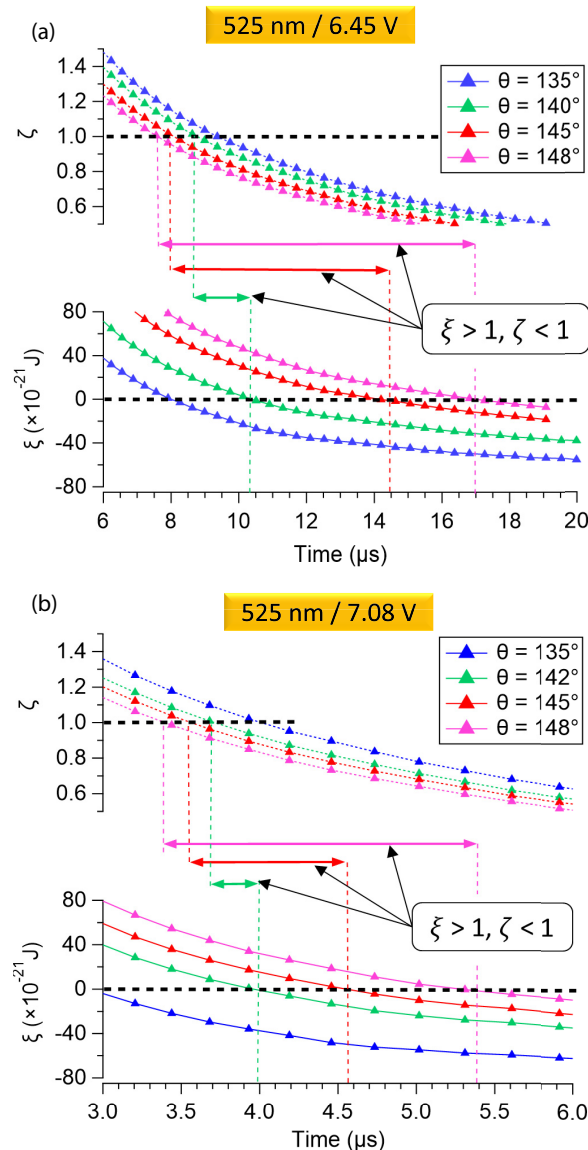 (a)
525 nm / 6.45 V
1.4
1.2
1.0
0.8
0.6
ζ
θ = 135°
θ = 140°
θ = 145°
θ = 148°
ξ > 1, ζ < 1
80
40
0
-40
-80
ξ (×10⁻²¹ J)
6 8 10 12 14 16 18 20
Time (μs)
(b)
525 nm / 7.08 V
1.4
1.2
1.0
0.8
0.6
ζ
θ = 135°
θ = 142°
θ = 145°
θ = 148°
ξ > 1, ζ < 1
80
40
0
-40
-80
ξ (×10⁻²¹ J)
3.0 3.5 4.0 4.5 5.0 5.5 6.0
Time (μs)